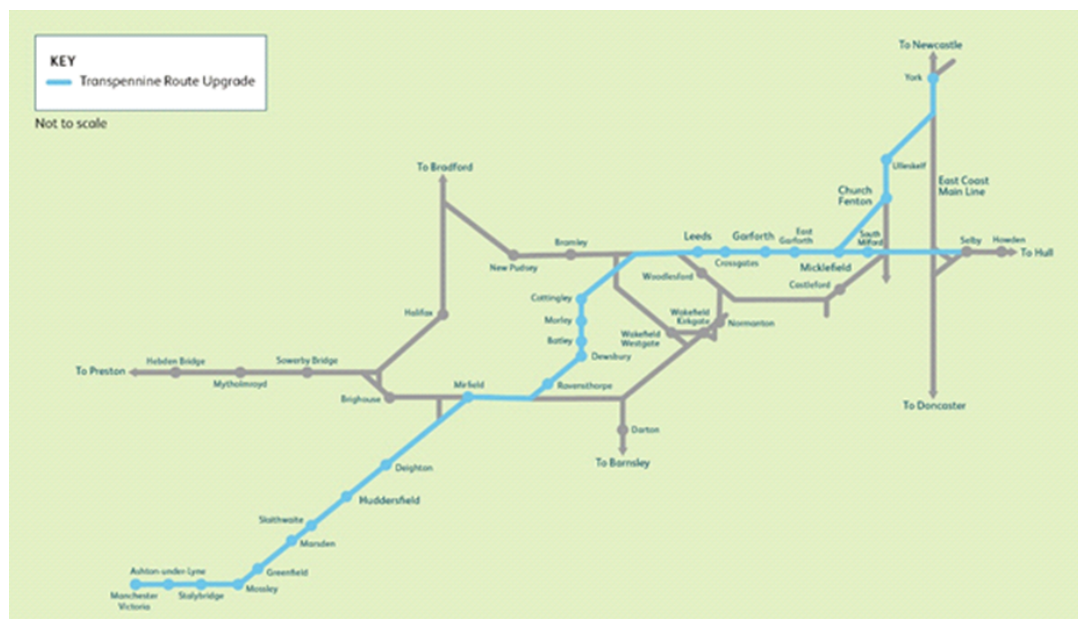 KEY
Transpennine Route Upgrade
Not to scale
To Newcastle
York
Ulleskelf
East Coast
Main Line
Church
Fenton
To Bradford
Leeds
Garforth
East
Garforth
South
Milford
Selby
Howden
To Hull
Bramley
New Pudsey
Crossgates
Micklefield
Woodlesford
Castleford
Cottingley
Halifax
Morley
Wakefield
Kirkgate
Normanton
Wakefield
Westgate
Batley
Dewsbury
To Preston
Hebden Bridge
Mytholmroyd
Sowerby Bridge
Brighouse
Mirfield
Ravensthorpe
To Doncaster
Darton
To Barnsley
Deighton
Huddersfield
Slaithwaite
Marsden
Greenfield
Mossley
Ashton-under-Lyne
Manchester
Victoria
Stalybridge